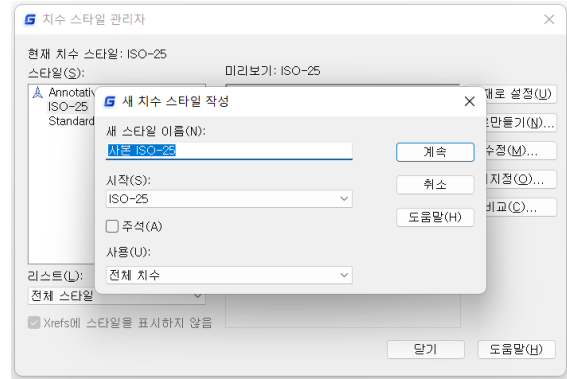 치수 스타일 관리자
현재 치수 스타일: ISO-25
스타일(S):
미리보기: ISO-25
Annotativ
ISO-25
Standard
재로 설정(U)
만들기(N)...
수정(M)...
지정(O)...
비교(C)...
새 치수 스타일 작성
새 스타일 이름(N):
사본 ISO-25
계속
시작(S):
취소
ISO-25
도움말(H)
주석(A)
사용(U):
전체 치수
리스트(L):
전체 스타일
Xrefs에 스타일을 표시하지 않음
닫기
도움말(H)